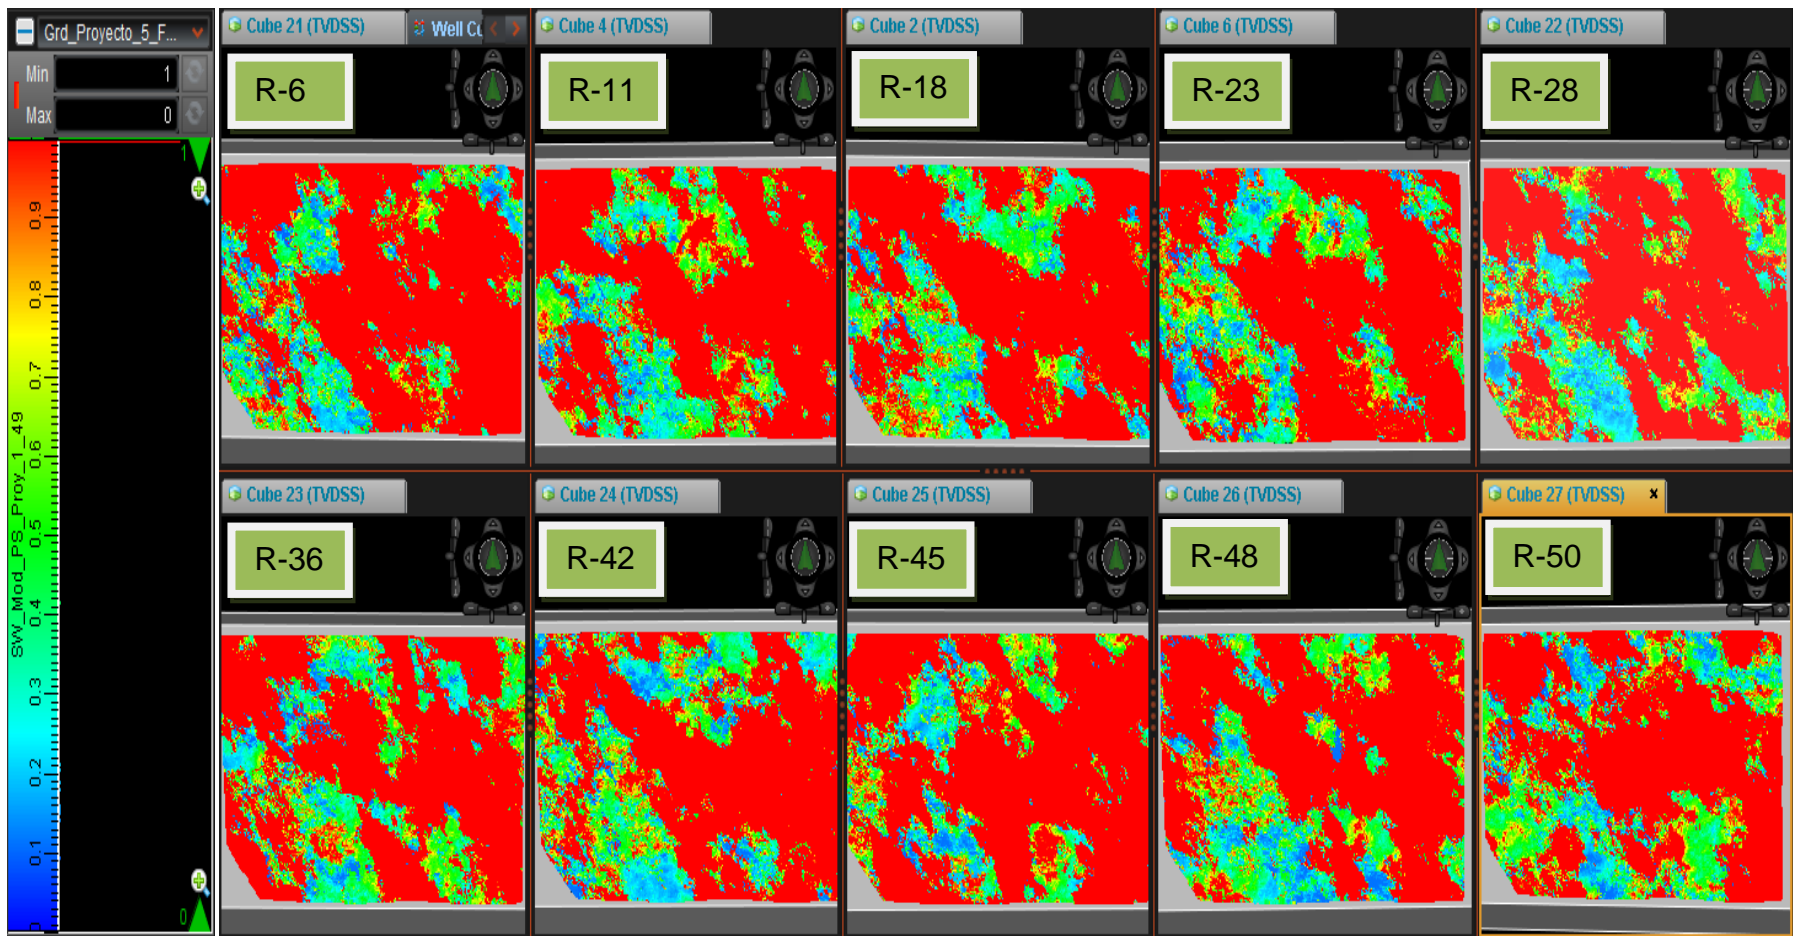 Grd_Proyecto_5_F...
Min 1
Max 0
1
0.9
0.8
0.7
0.6
0.5
0.4
0.3
0.2
0.1
0
0
SW_Mod_PS_Proy_1_49
Cube 21 (TVDSS)
Well Cu
Cube 4 (TVDSS)
Cube 2 (TVDSS)
Cube 6 (TVDSS)
Cube 22 (TVDSS)
R-6
R-11
R-18
R-23
R-28
Cube 23 (TVDSS)
Cube 24 (TVDSS)
Cube 25 (TVDSS)
Cube 26 (TVDSS)
Cube 27 (TVDSS) ×
R-36
R-42
R-45
R-48
R-50